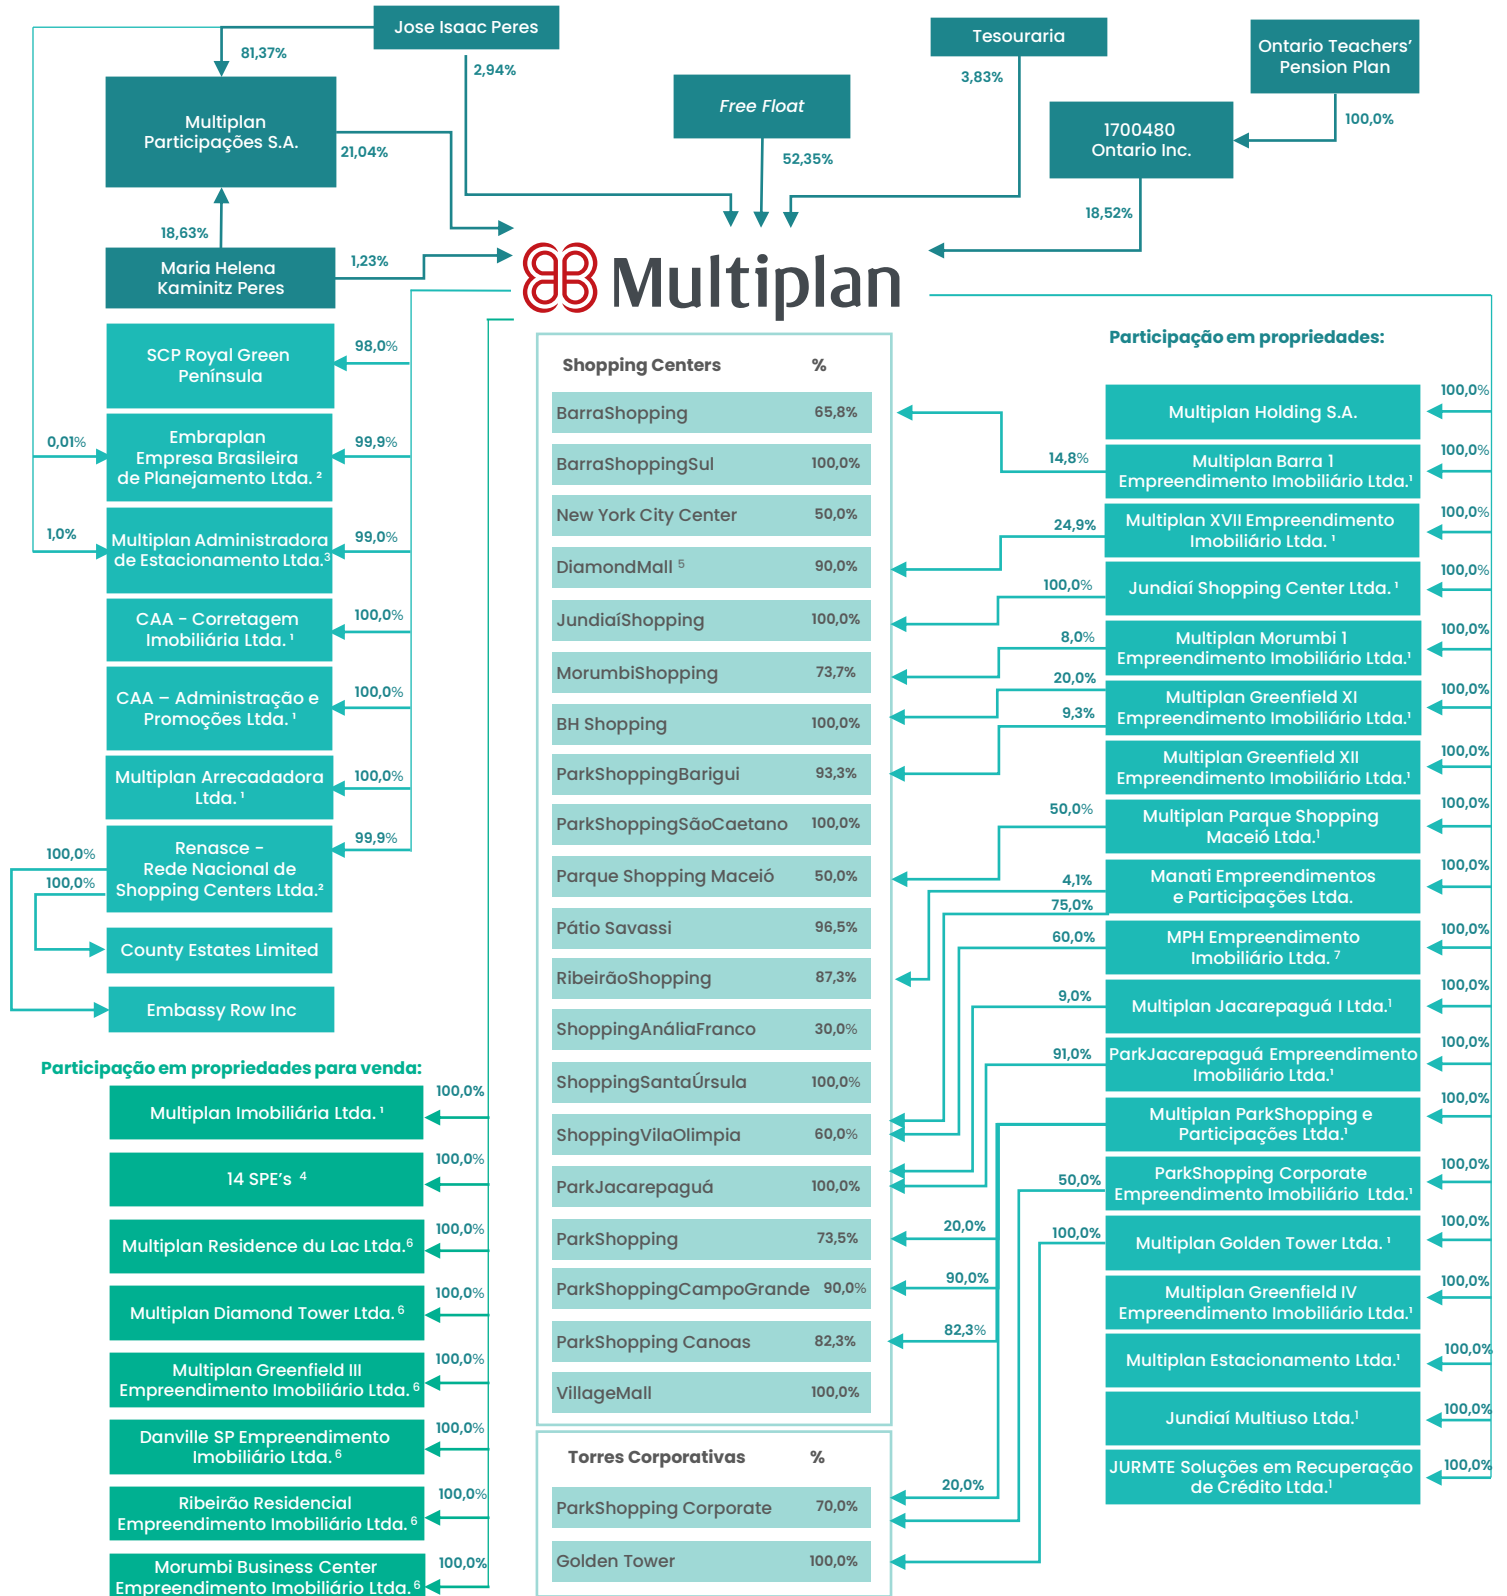 Jose Isaac Peres
81,37%
2,94%
Multiplan
Participações S.A.
21,04%
18,63%
Maria Helena
Kaminitz Peres
1,23%
Free Float
52,35%
Tesouraria
3,83%
Ontario Teachers'
Pension Plan
100,0%
1700480
Ontario Inc.
18,52%
Multiplan
SCP Royal Green
Península
98,0%
0,01%
Embraplan
Empresa Brasileira
de Planejamento Ltda. ²
99,9%
1,0%
Multiplan Administradora
de Estacionamento Ltda.³
99,0%
CAA - Corretagem
Imobiliária Ltda. ¹
100,0%
CAA – Administração e
Promoções Ltda. ¹
100,0%
Multiplan Arrecadadora
Ltda. ¹
100,0%
Renasce -
Rede Nacional de
Shopping Centers Ltda.²
99,9%
100,0%
100,0%
County Estates Limited
Embassy Row Inc
Participação em propriedades para venda:
Multiplan Imobiliária Ltda. ¹
100,0%
14 SPE's ⁴
100,0%
Multiplan Residence du Lac Ltda.⁶
100,0%
Multiplan Diamond Tower Ltda. ⁶
100,0%
Multiplan Greenfield III
Empreendimento Imobiliário Ltda. ⁶
100,0%
Danville SP Empreendimento
Imobiliário Ltda. ⁶
100,0%
Ribeirão Residencial
Empreendimento Imobiliário Ltda. ⁶
100,0%
Morumbi Business Center
Empreendimento Imobiliário Ltda. ⁶
100,0%
Shopping Centers %
BarraShopping 65,8%
BarraShoppingSul 100,0%
New York City Center 50,0%
DiamondMall ⁵ 90,0%
JundiaíShopping 100,0%
MorumbiShopping 73,7%
BH Shopping 100,0%
ParkShoppingBarigui 93,3%
ParkShoppingSãoCaetano 100,0%
Parque Shopping Maceió 50,0%
Pátio Savassi 96,5%
RibeirãoShopping 87,3%
ShoppingAnáliaFranco 30,0%
ShoppingSantaÚrsula 100,0%
ShoppingVilaOlimpia 60,0%
ParkJacarepaguá 100,0%
ParkShopping 73,5%
ParkShoppingCampoGrande 90,0%
ParkShopping Canoas 82,3%
VillageMall 100,0%
Torres Corporativas %
ParkShopping Corporate 70,0%
Golden Tower 100,0%
Participação em propriedades:
Multiplan Holding S.A.
100,0%
14,8%
Multiplan Barra 1
Empreendimento Imobiliário Ltda.¹
100,0%
24,9%
Multiplan XVII Empreendimento
Imobiliário Ltda. ¹
100,0%
100,0%
Jundiaí Shopping Center Ltda. ¹
100,0%
8,0%
Multiplan Morumbi 1
Empreendimento Imobiliário Ltda.¹
100,0%
20,0%
9,3%
Multiplan Greenfield XI
Empreendimento Imobiliário Ltda.¹
100,0%
Multiplan Greenfield XII
Empreendimento Imobiliário Ltda.¹
100,0%
50,0%
Multiplan Parque Shopping
Maceió Ltda.¹
100,0%
4,1%
75,0%
Manati Empreendimentos
e Participações Ltda.
100,0%
60,0%
MPH Empreendimento
Imobiliário Ltda. ⁷
100,0%
9,0%
Multiplan Jacarepaguá I Ltda.¹
100,0%
91,0%
ParkJacarepaguá Empreendimento
Imobiliário Ltda.¹
100,0%
Multiplan ParkShopping e
Participações Ltda.¹
100,0%
20,0%
90,0%
82,3%
20,0%
50,0%
ParkShopping Corporate
Empreendimento Imobiliário Ltda.¹
100,0%
100,0%
Multiplan Golden Tower Ltda. ¹
100,0%
Multiplan Greenfield IV
Empreendimento Imobiliário Ltda.¹
100,0%
Multiplan Estacionamento Ltda.¹
100,0%
Jundiaí Multiuso Ltda.¹
100,0%
JURMTE Soluções em Recuperação
de Crédito Ltda.¹
100,0%